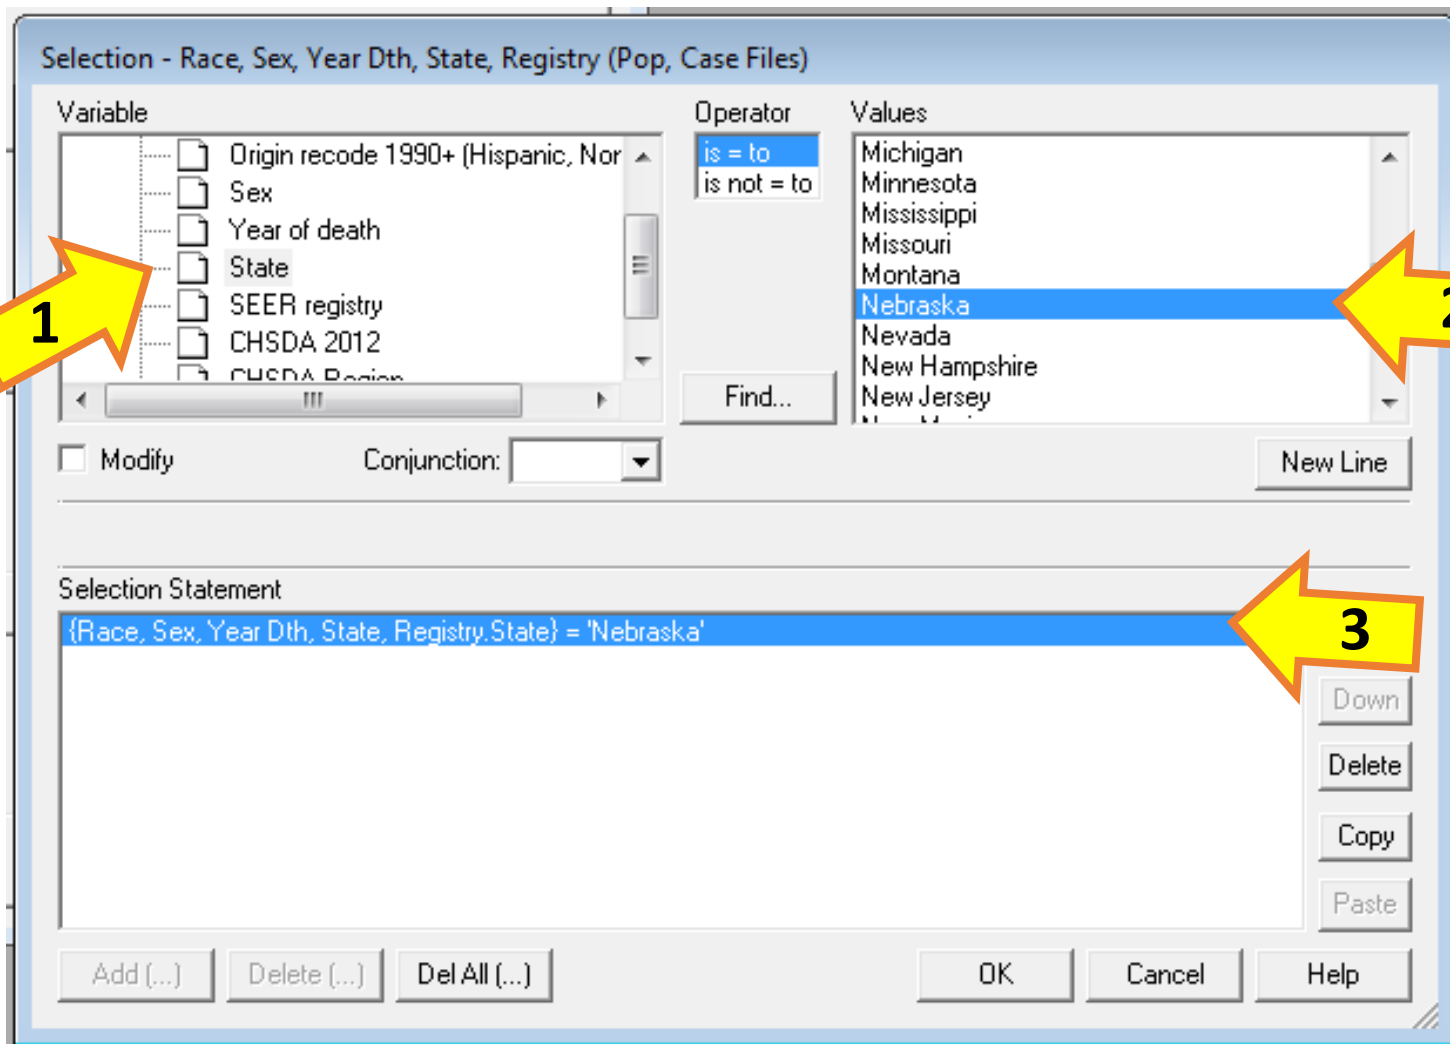 Selection - Race, Sex, Year Dth, State, Registry (Pop, Case Files)
Variable
Operator
Values
Origin recode 1990+ (Hispanic, Nor
Sex
Year of death
State
SEER registry
CHSDA 2012
CHSDA Region
is = to
is not = to
Find...
Michigan
Minnesota
Mississippi
Missouri
Montana
Nebraska
Nevada
New Hampshire
New Jersey
1
2
Modify
Conjunction:
New Line
Selection Statement
{Race, Sex, Year Dth, State, Registry.State} = 'Nebraska'
3
Down
Delete
Copy
Paste
Add (...)
Delete (...)
Del All (...)
OK
Cancel
Help